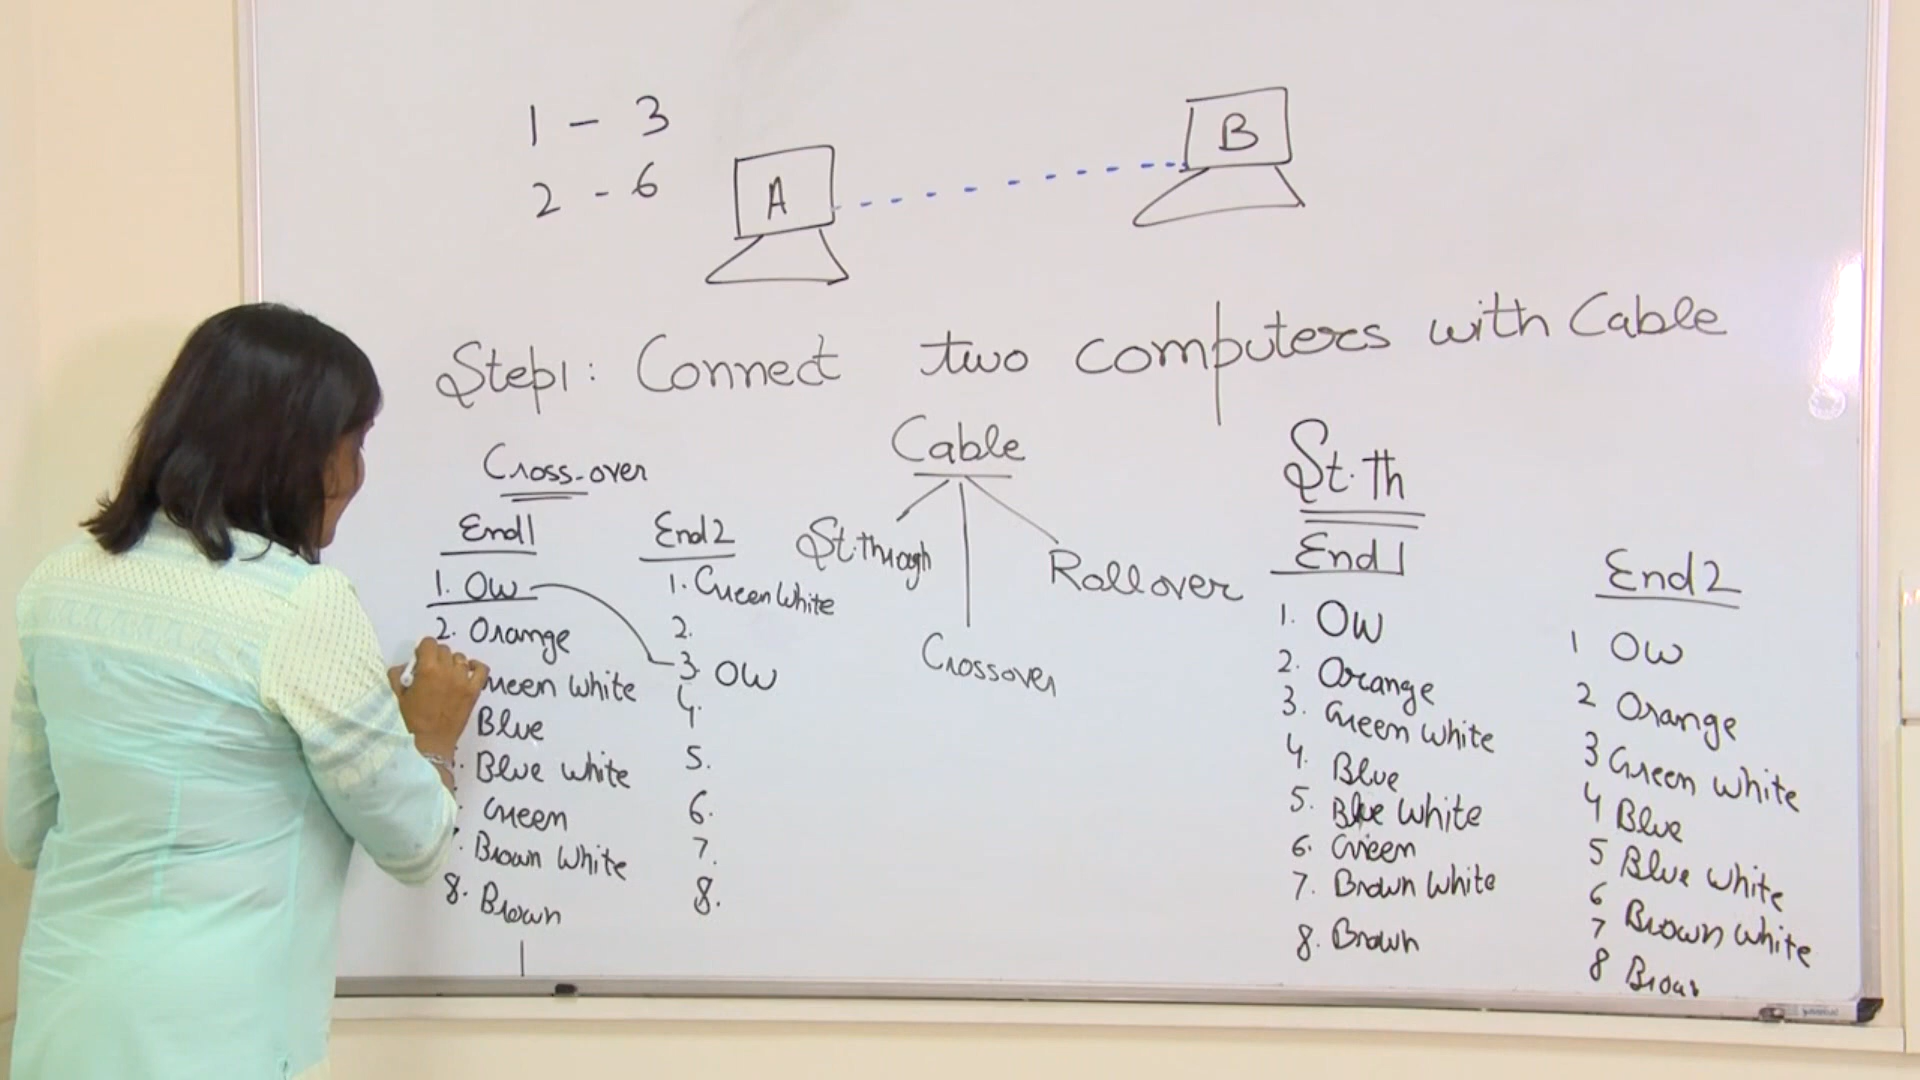 1 - 3
2 - 6
A
B
Step1: Connect two computers with Cable
Cable
St.through
Crossover
Rollover
Cross-over
End1
1. OW
2. Orange
Green White
Blue
Blue White
Green
Brown White
8. Brown
End2
1. Green White
2.
3. OW
4.
5.
6.
7.
8.
St.Th
End1
1. OW
2. Orange
3. Green White
4. Blue
5. Blue White
6. Green
7. Brown White
8. Brown
End2
1 OW
2 Orange
3 Green White
4 Blue
5 Blue White
6
7 Brown White
8 Brown